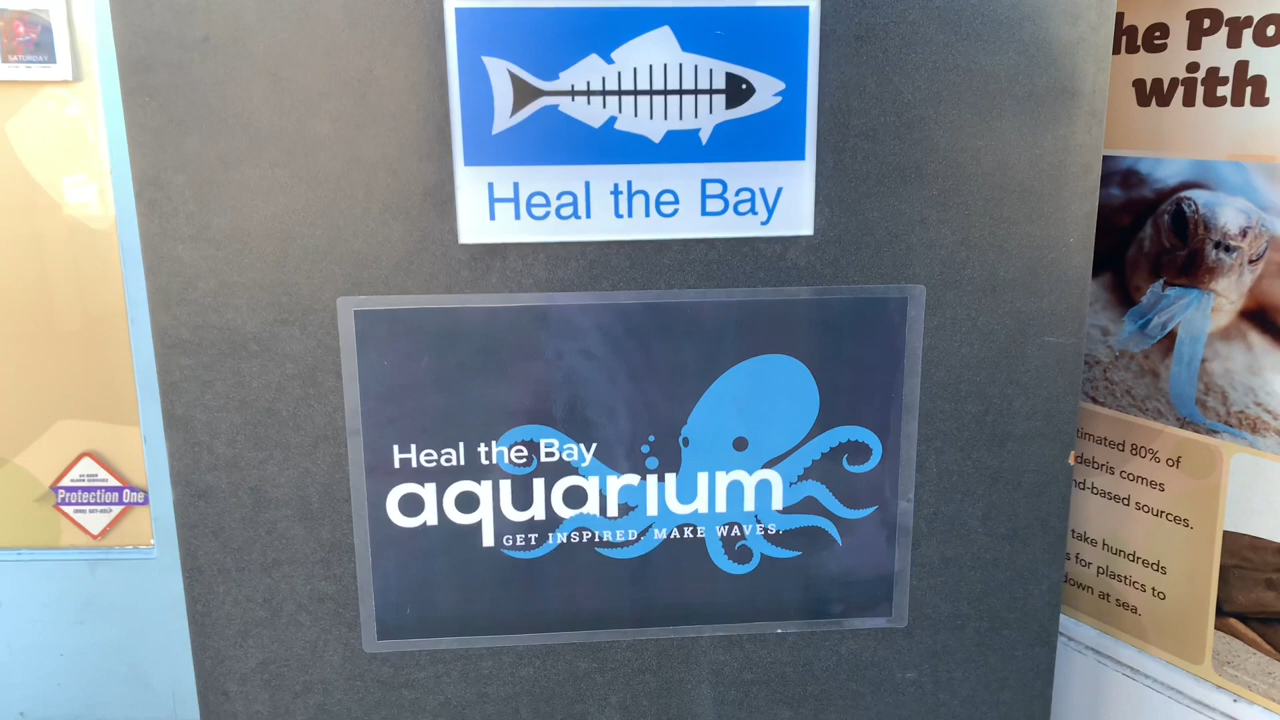 SATURDAY
Heal the Bay
Heal the Bay
aquarium
GET INSPIRED. MAKE WAVES.
Protection One
he Pro
with
timated 80% of
debris comes
nd-based sources.
take hundreds
s for plastics to
down at sea.